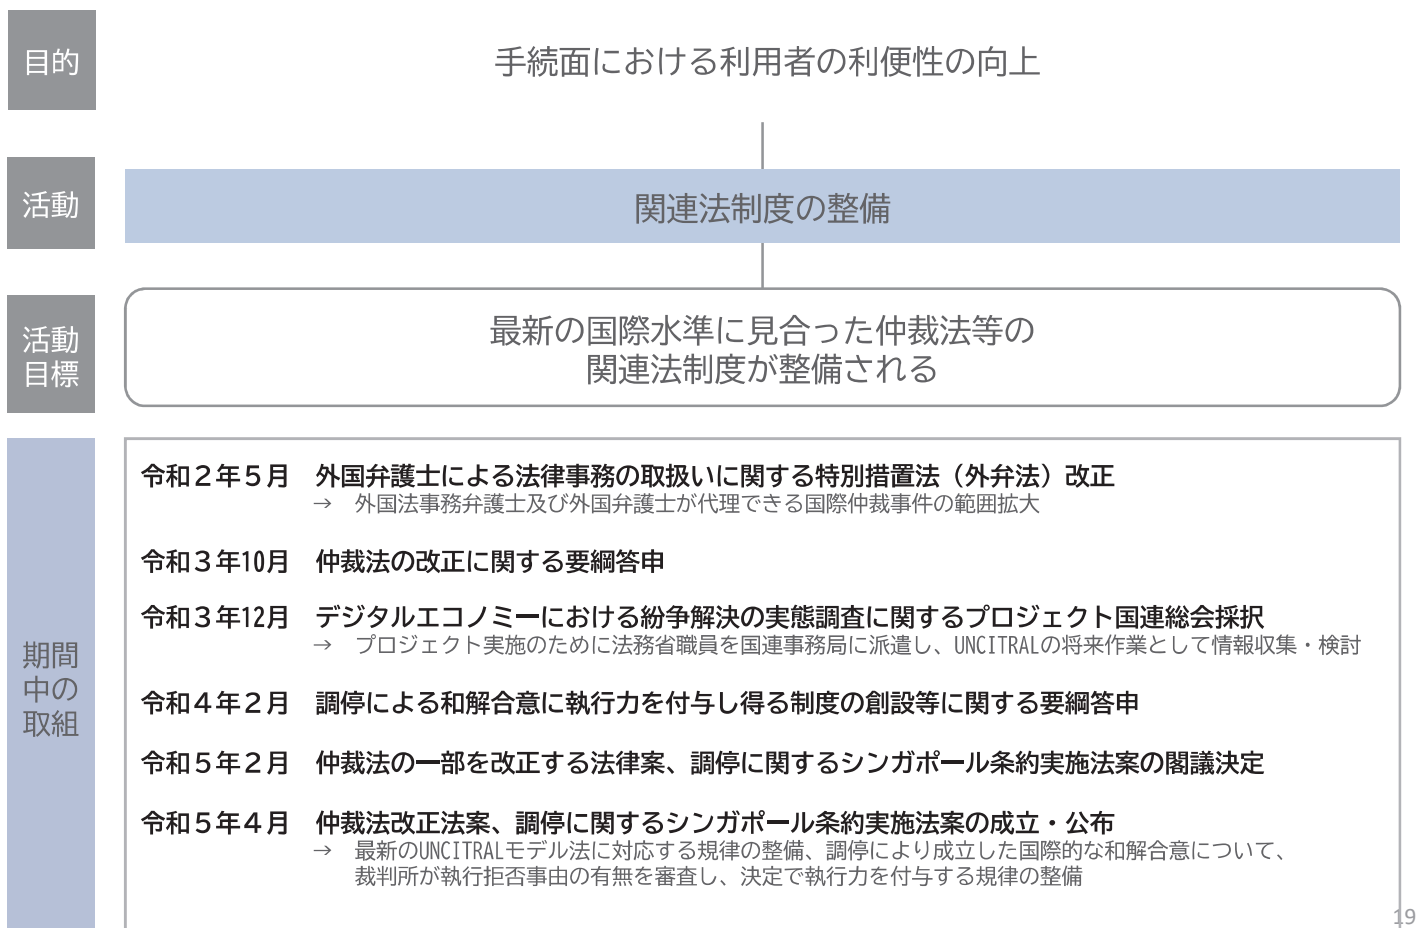 目的
手続面における利用者の利便性の向上
活動
関連法制度の整備
活動
目標
最新の国際水準に見合った仲裁法等の
関連法制度が整備される
期間
中の
取組
令和２年５月　外国弁護士による法律事務の取扱いに関する特別措置法（外弁法）改正
→　外国法事務弁護士及び外国弁護士が代理できる国際仲裁事件の範囲拡大
令和３年10月　仲裁法の改正に関する要綱答申
令和３年12月　デジタルエコノミーにおける紛争解決の実態調査に関するプロジェクト国連総会採択
→　プロジェクト実施のために法務省職員を国連事務局に派遣し、UNCITRALの将来作業として情報収集・検討
令和４年２月　調停による和解合意に執行力を付与し得る制度の創設等に関する要綱答申
令和５年２月　仲裁法の一部を改正する法律案、調停に関するシンガポール条約実施法案の閣議決定
令和５年４月　仲裁法改正法案、調停に関するシンガポール条約実施法案の成立・公布
→　最新のUNCITRALモデル法に対応する規律の整備、調停により成立した国際的な和解合意について、
裁判所が執行拒否事由の有無を審査し、決定で執行力を付与する規律の整備
19